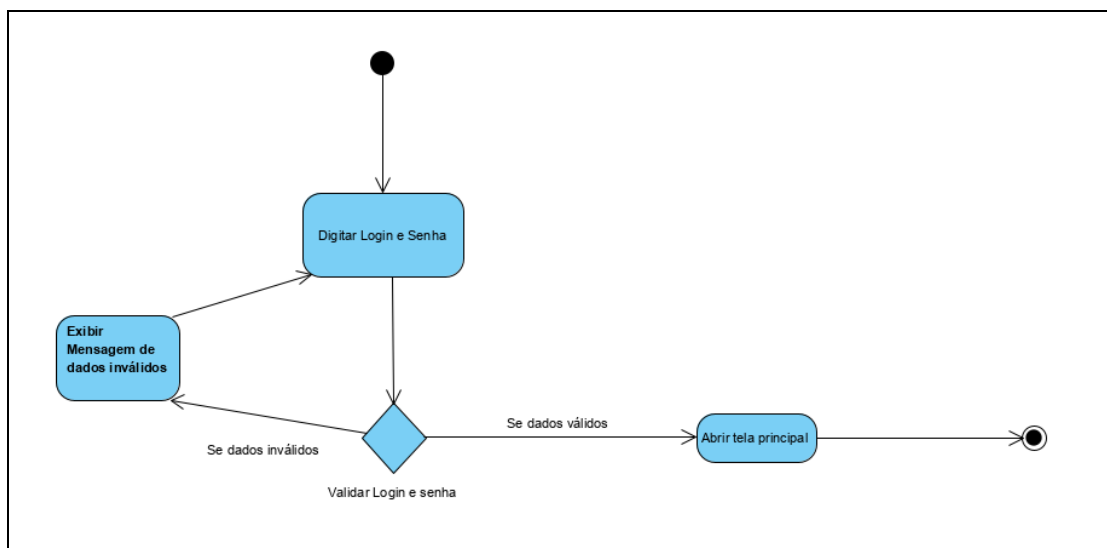 Digitar Login e Senha
Exibir
Mensagem de
dados inválidos
Se dados válidos
Abrir tela principal
Se dados inválidos
Validar Login e senha